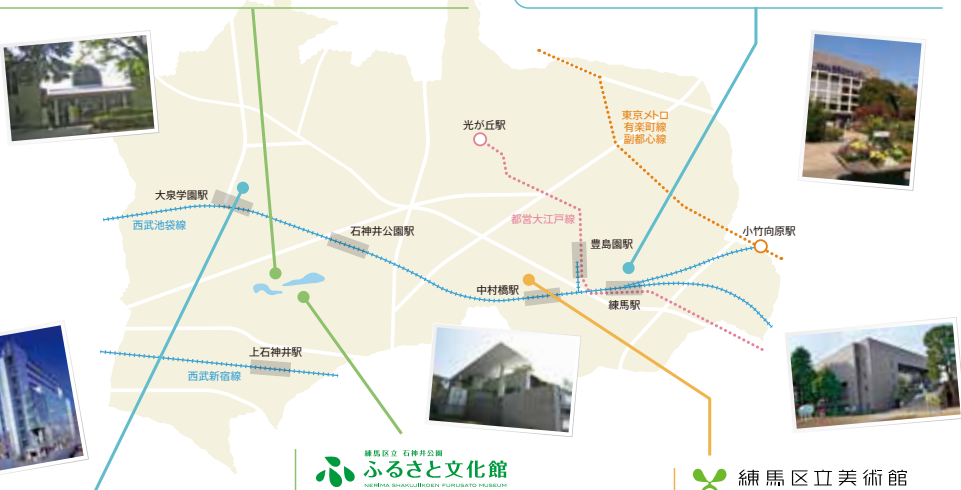 光が丘駅
東京メトロ
有楽町線
副都心線
大泉学園駅
西武池袋線
石神井公園駅
都営大江戸線
豊島園駅
小竹向原駅
中村橋駅
練馬駅
上石神井駅
西武新宿線
練馬区立 石神井公園
ふるさと文化館
NERIMA SHAKUJIIKOEN FURUSATO MUSEUM
練馬区立美術館